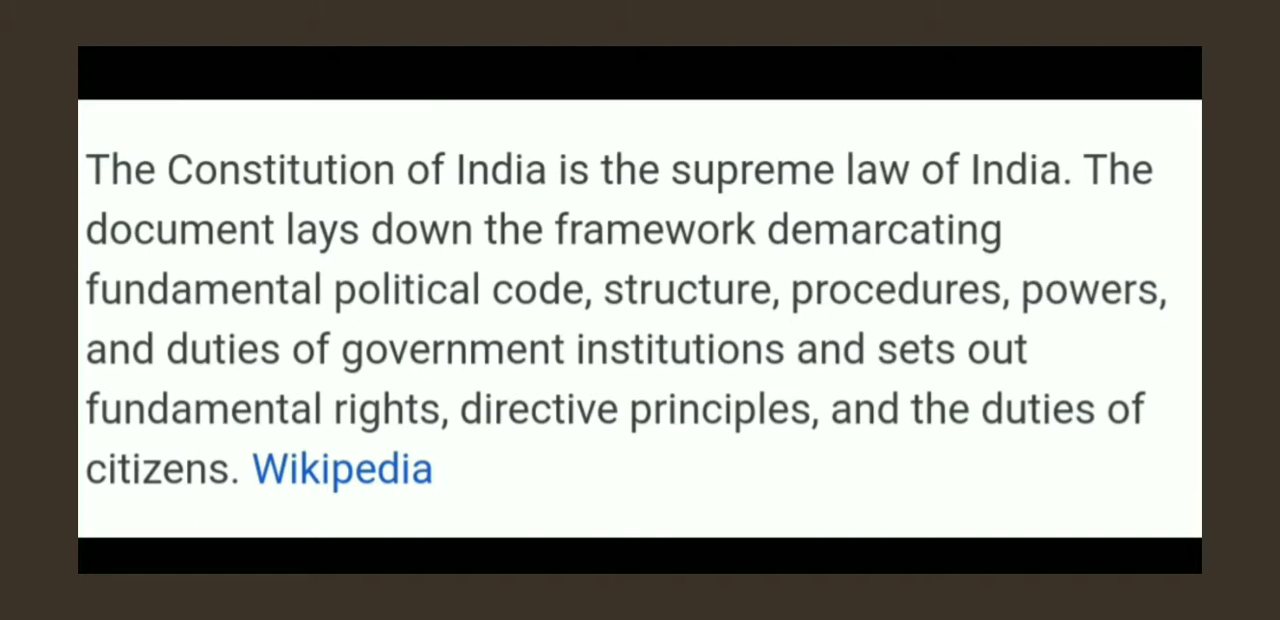 The Constitution of India is the supreme law of India. The
document lays down the framework demarcating
fundamental political code, structure, procedures, powers,
and duties of government institutions and sets out
fundamental rights, directive principles, and the duties of
citizens. Wikipedia